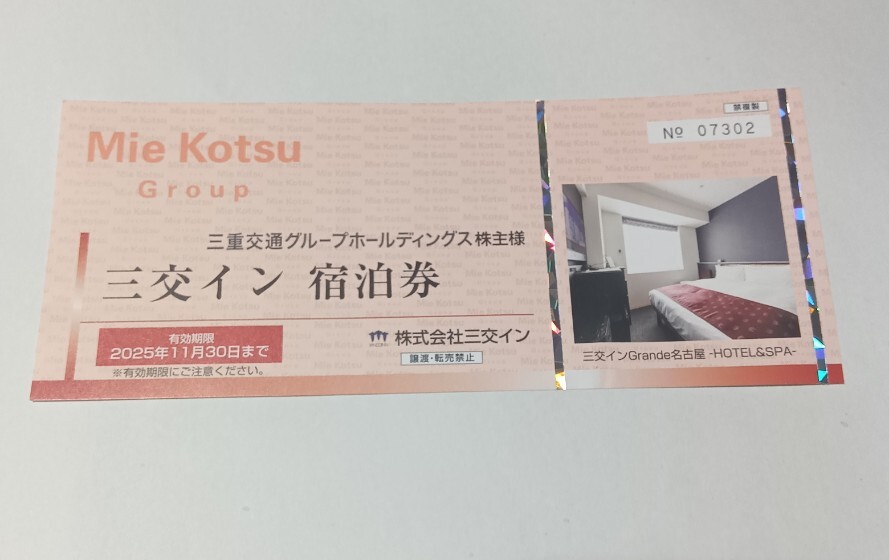 Mie Kotsu
Group
三重交通グループホールディングス 株主様
三交イン 宿泊券
有効期限
2025年11月30日まで
※有効期限にご注意ください。
株式会社三交イン
譲渡・転売禁止
禁複製
Nº 07302
三交インGrande名古屋 -HOTEL&SPA-